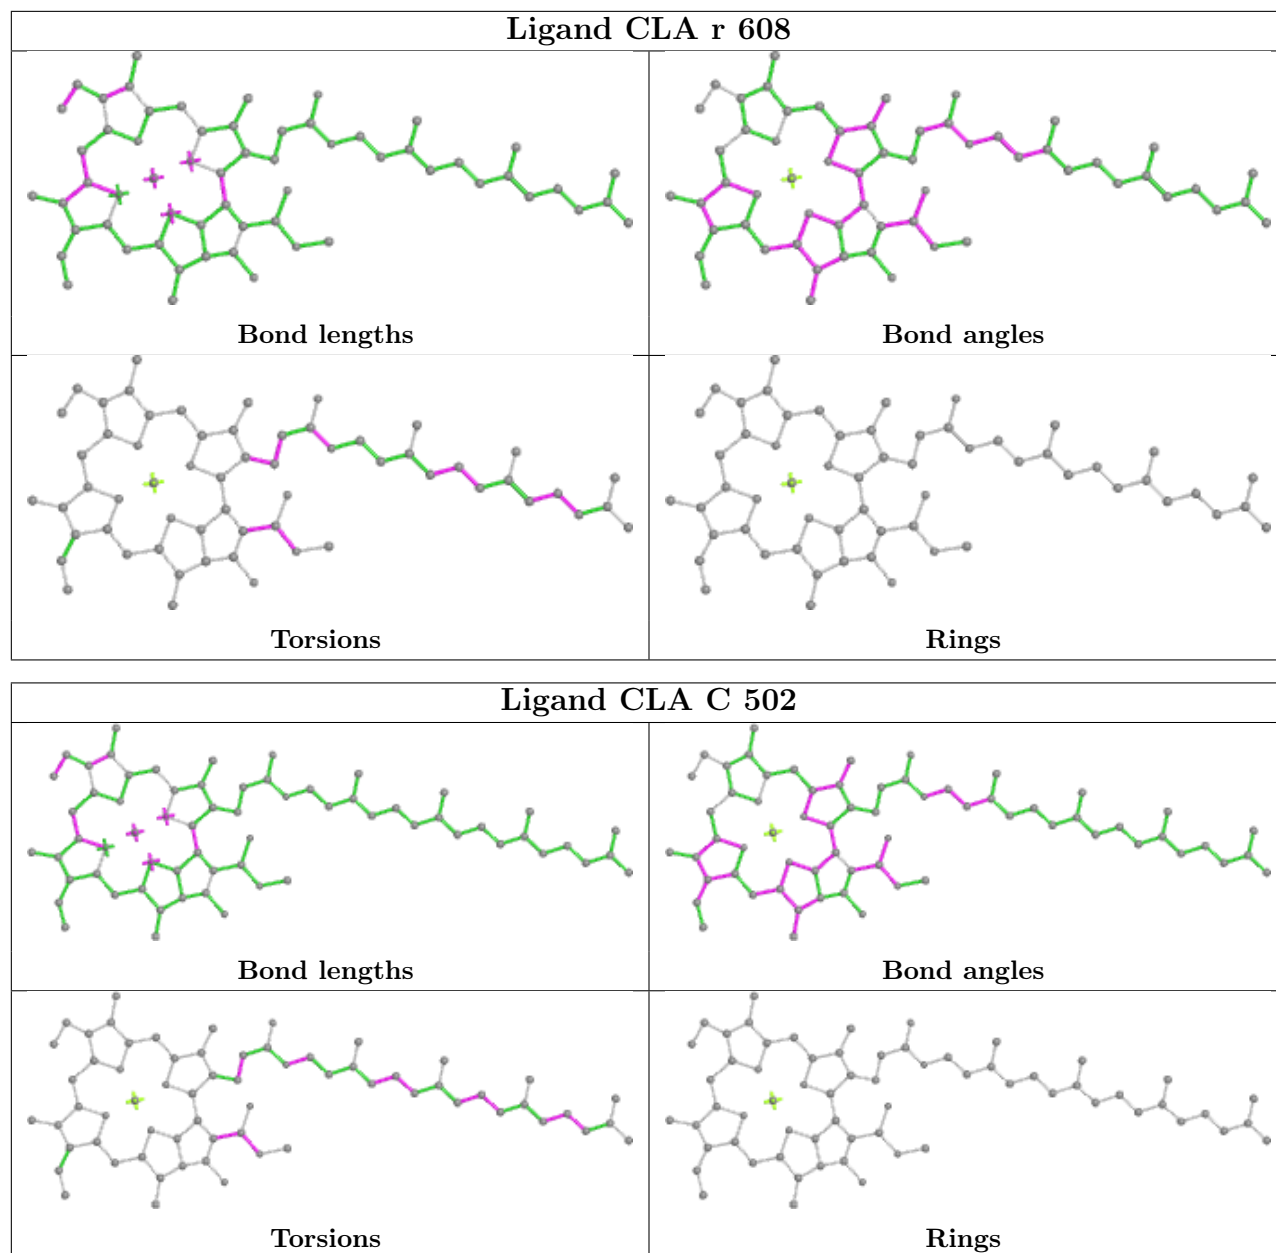 Ligand CLA r 608
Bond lengths
Bond angles
Torsions
Rings
Ligand CLA C 502
Bond lengths
Bond angles
Torsions
Rings